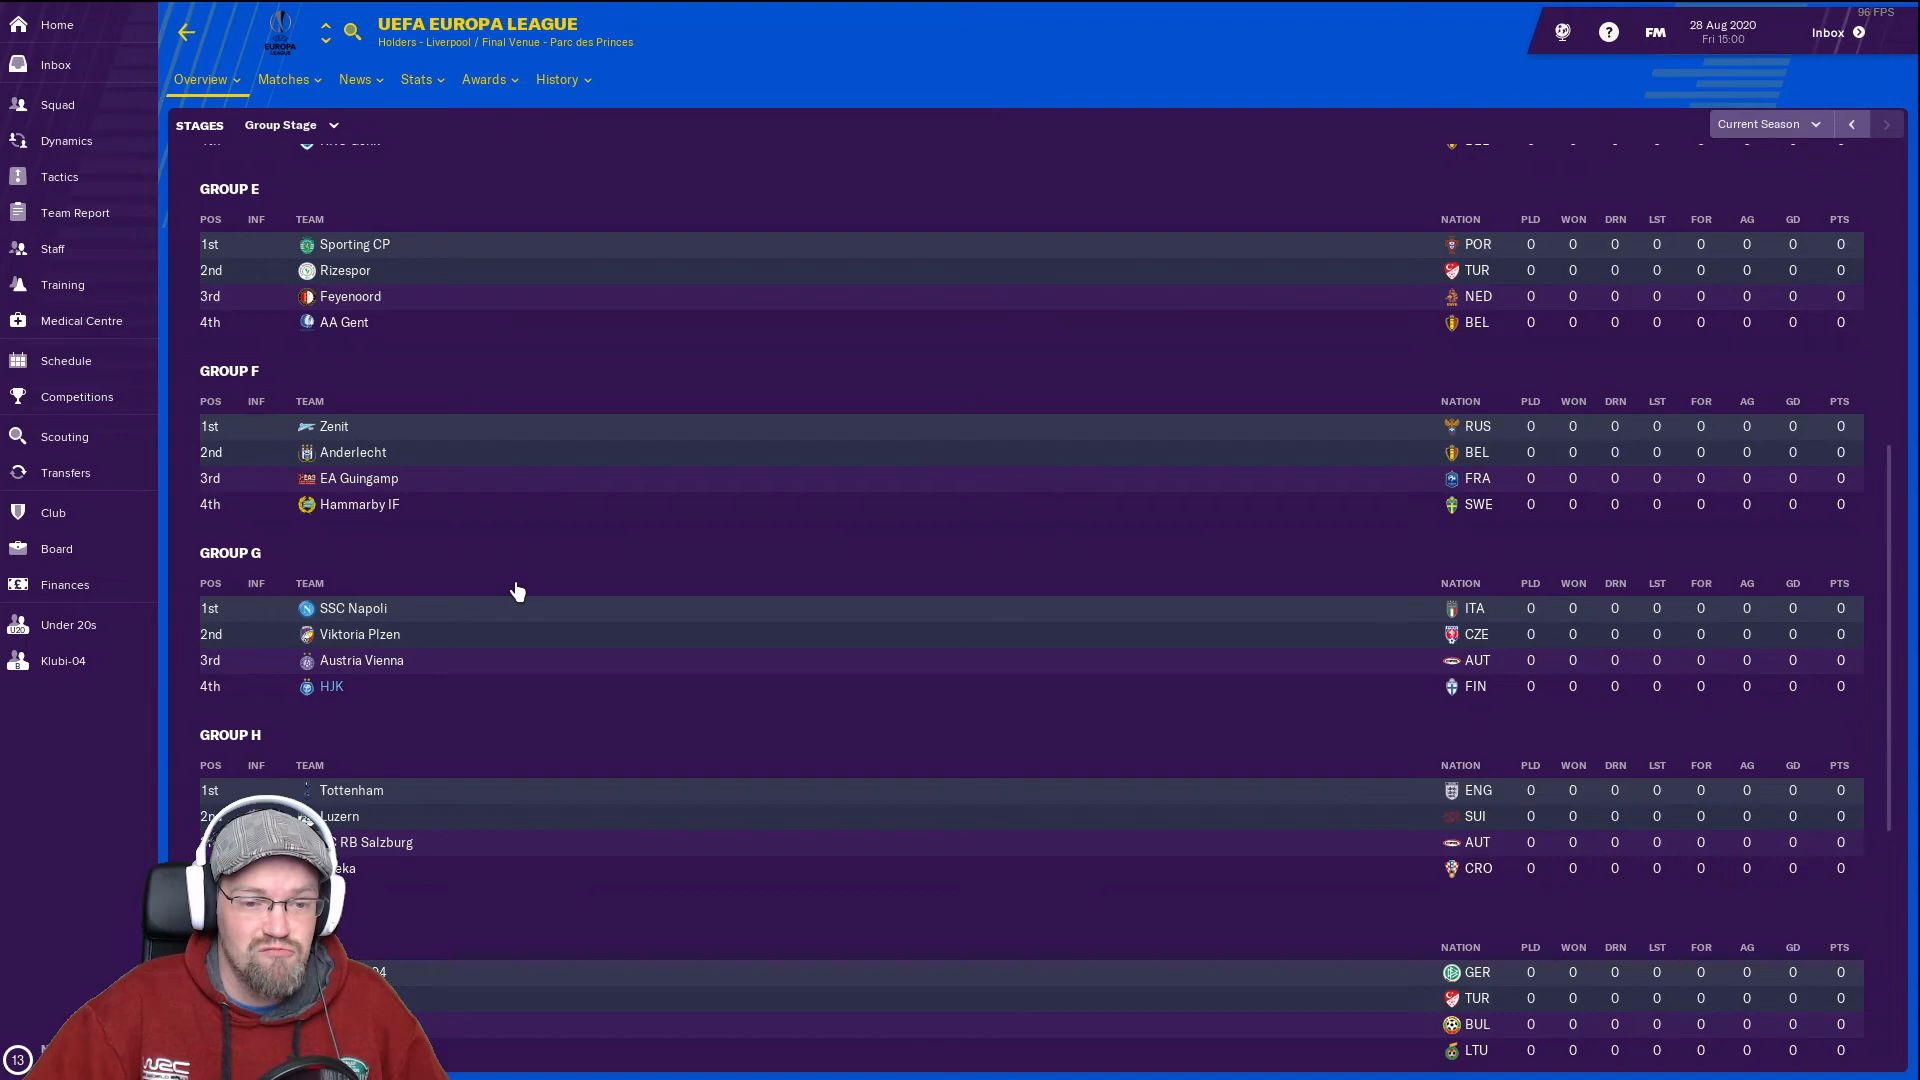 96 FPS
Home
Inbox
Squad
Dynamics
Tactics
Team Report
Staff
Training
Medical Centre
Schedule
Competitions
Scouting
Transfers
Club
Board
Finances
U20 Under 20s
B Klubi-04
13
EUROPA
LEAGUE
UEFA EUROPA LEAGUE
Holders - Liverpool / Final Venue - Parc des Princes
? FM 28 Aug 2020
Fri 15:00
Inbox
Overview Matches News Stats Awards History
STAGES Group Stage Current Season
GROUP E
POS INF TEAM NATION PLD WON DRN LST FOR AG GD PTS
1st Sporting CP POR 0 0 0 0 0 0 0 0
2nd Rizespor TUR 0 0 0 0 0 0 0 0
3rd Feyenoord NED 0 0 0 0 0 0 0 0
4th AA Gent BEL 0 0 0 0 0 0 0 0
GROUP F
POS INF TEAM NATION PLD WON DRN LST FOR AG GD PTS
1st Zenit RUS 0 0 0 0 0 0 0 0
2nd Anderlecht BEL 0 0 0 0 0 0 0 0
3rd EA Guingamp FRA 0 0 0 0 0 0 0 0
4th Hammarby IF SWE 0 0 0 0 0 0 0 0
GROUP G
POS INF TEAM NATION PLD WON DRN LST FOR AG GD PTS
1st SSC Napoli ITA 0 0 0 0 0 0 0 0
2nd Viktoria Plzen CZE 0 0 0 0 0 0 0 0
3rd Austria Vienna AUT 0 0 0 0 0 0 0 0
4th HJK FIN 0 0 0 0 0 0 0 0
GROUP H
POS INF TEAM NATION PLD WON DRN LST FOR AG GD PTS
1st Tottenham ENG 0 0 0 0 0 0 0 0
Luzern SUI 0 0 0 0 0 0 0 0
RB Salzburg AUT 0 0 0 0 0 0 0 0
eka CRO 0 0 0 0 0 0 0 0
NATION PLD WON DRN LST FOR AG GD PTS
04 GER 0 0 0 0 0 0 0 0
TUR 0 0 0 0 0 0 0 0
BUL 0 0 0 0 0 0 0 0
LTU 0 0 0 0 0 0 0 0
WRC